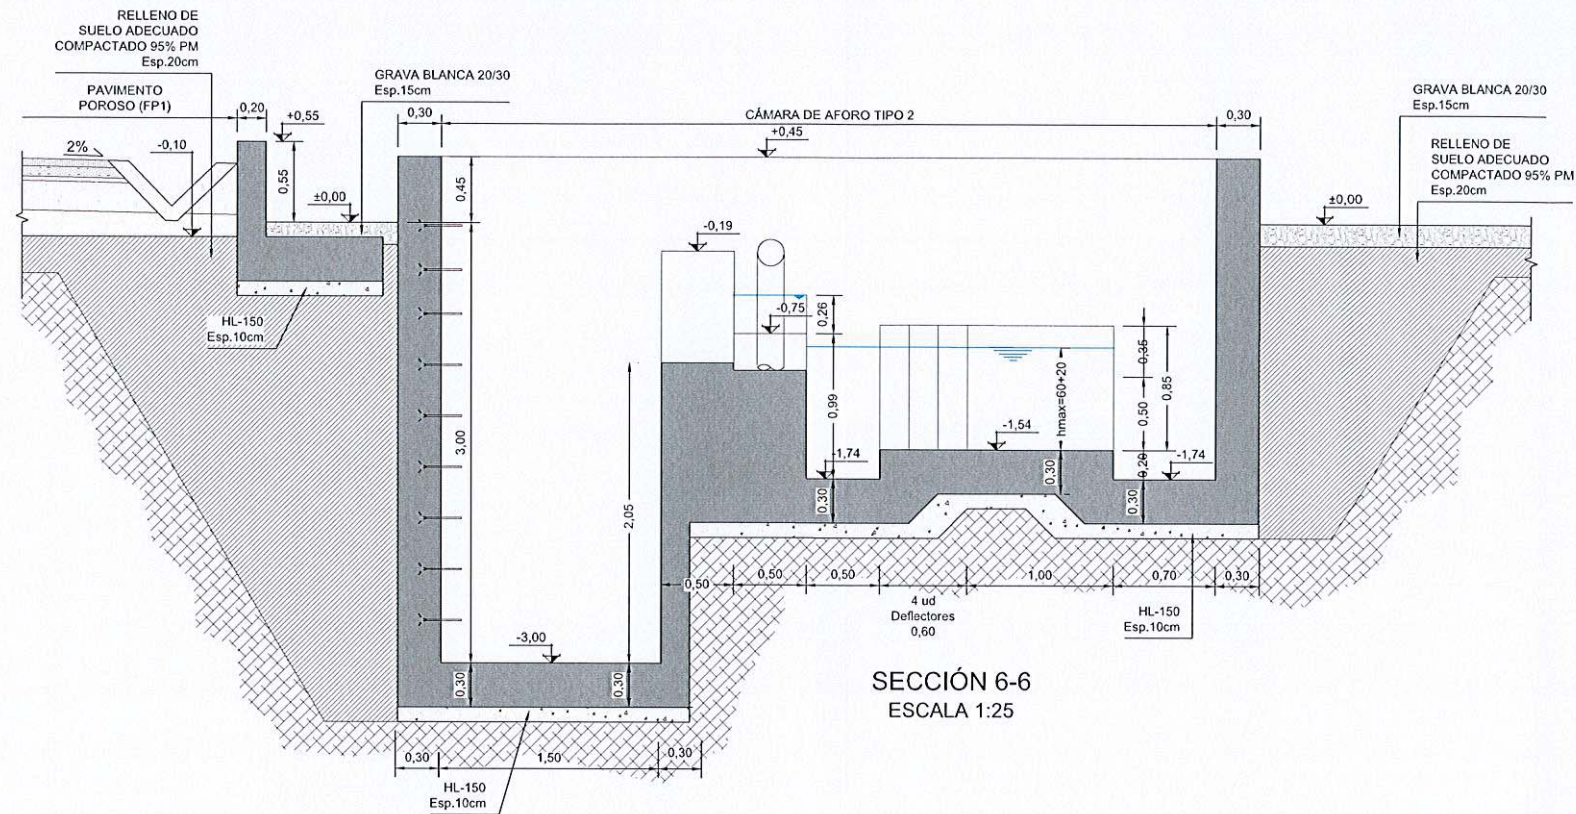 RELLENO DE
SUELO ADECUADO
COMPACTADO 95% PM
Esp.20cm
PAVIMENTO
POROSO (FP1)
0,20
+0,55
GRAVA BLANCA 20/30
Esp.15cm
0,30
CÁMARA DE AFORO TIPO 2
+0,45
0,30
GRAVA BLANCA 20/30
Esp.15cm
RELLENO DE
SUELO ADECUADO
COMPACTADO 95% PM
Esp.20cm
2%
-0,10
0,55
±0,00
0,45
±0,00
-0,19
-0,75
0,26
HL-150
Esp.10cm
0,99
hmax=60+20
0,35
0,50
0,85
3,00
2,05
-1,74
-1,54
-1,74
0,20
0,30
0,30
0,30
0,50
0,50
0,50
1,00
0,70
0,30
4 ud
Deflectores
0,60
HL-150
Esp.10cm
-3,00
0,30
0,30
SECCIÓN 6-6
ESCALA 1:25
0,30
1,50
0,30
HL-150
Esp.10cm